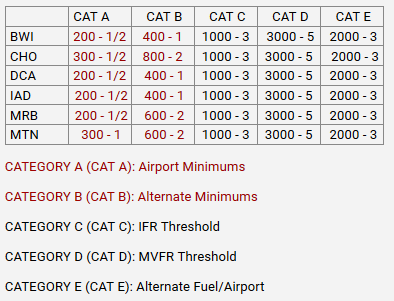 CAT A CAT B CAT C CAT D CAT E
BWI 200 - 1/2 400 - 1 1000 - 3 3000 - 5 2000 - 3
CHO 300 - 1/2 800 - 2 1000 - 3 3000 - 5 2000 - 3
DCA 200 - 1/2 400 - 1 1000 - 3 3000 - 5 2000 - 3
IAD 200 - 1/2 400 - 1 1000 - 3 3000 - 5 2000 - 3
MRB 200 - 1/2 600 - 2 1000 - 3 3000 - 5 2000 - 3
MTN 300 - 1 600 - 2 1000 - 3 3000 - 5 2000 - 3
CATEGORY A (CAT A): Airport Minimums
CATEGORY B (CAT B): Alternate Minimums
CATEGORY C (CAT C): IFR Threshold
CATEGORY D (CAT D): MVFR Threshold
CATEGORY E (CAT E): Alternate Fuel/Airport